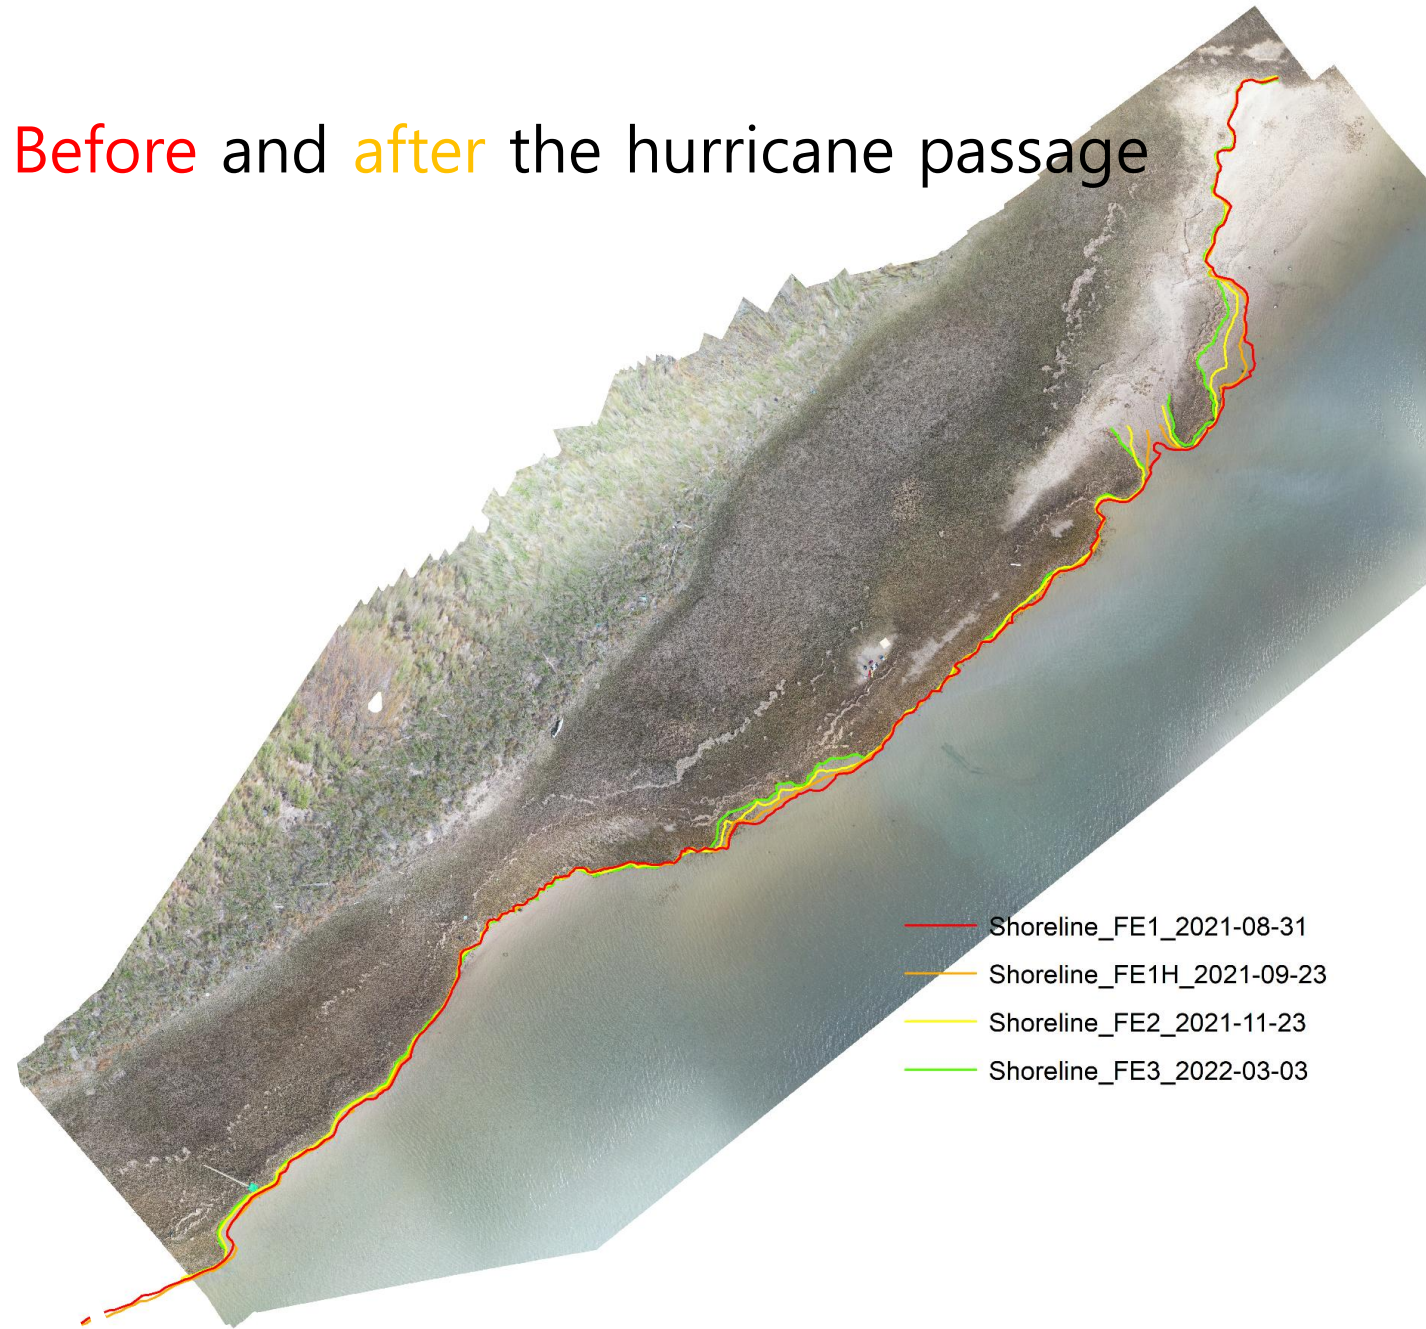 Before and after the hurricane passage
Shoreline_FE1_2021-08-31
Shoreline_FE1H_2021-09-23
Shoreline_FE2_2021-11-23
Shoreline_FE3_2022-03-03